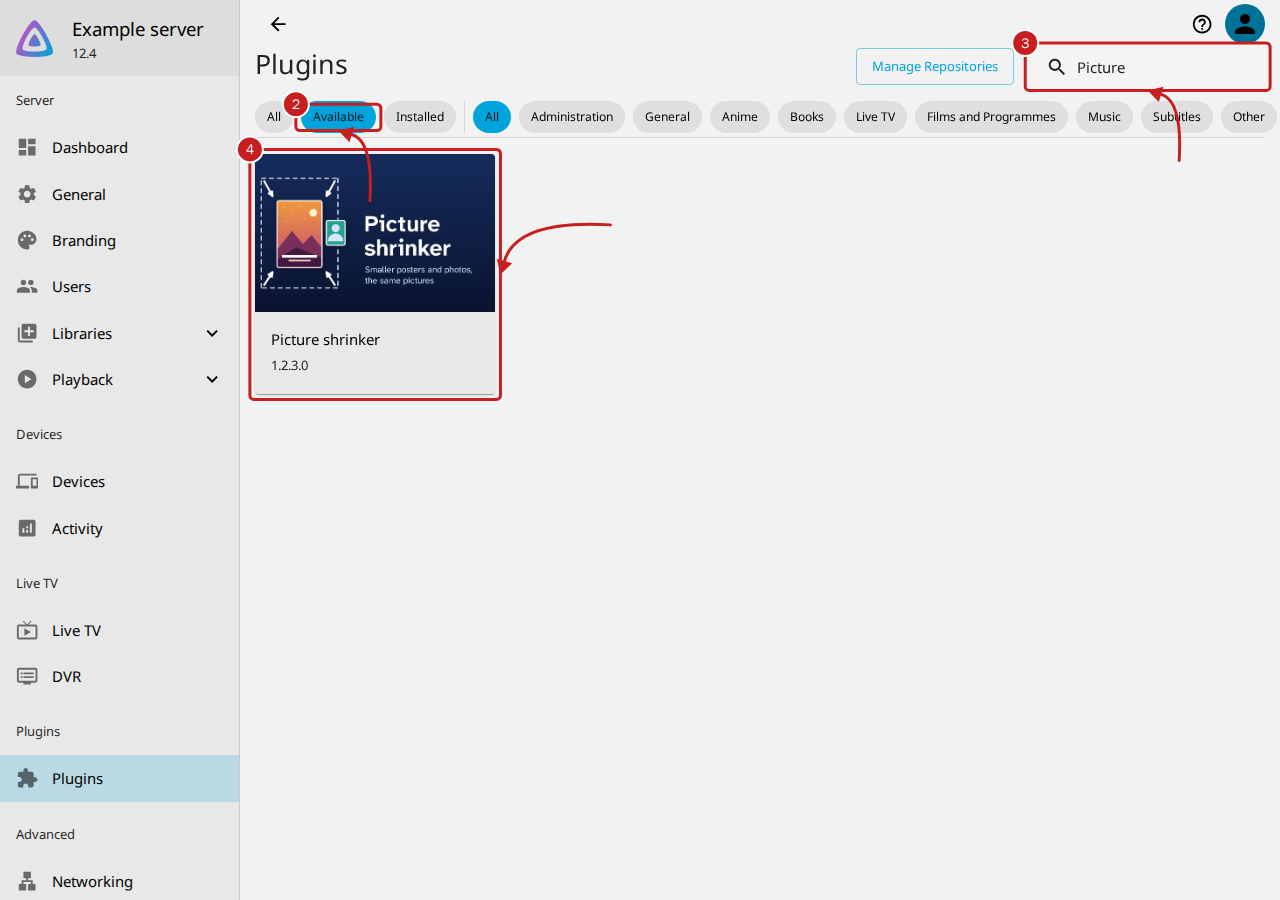 Example server
12.4
Server
Dashboard
General
Branding
Users
Libraries
Playback
Devices
Devices
Activity
Live TV
Live TV
DVR
Plugins
Plugins
Advanced
Networking
Plugins
Manage Repositories
3
Picture
All
2
Available
Installed
All
Administration
General
Anime
Books
Live TV
Films and Programmes
Music
Subtitles
Other
4
Picture
shrinker
Smaller posters and photos,
the same pictures
Picture shrinker
1.2.3.0